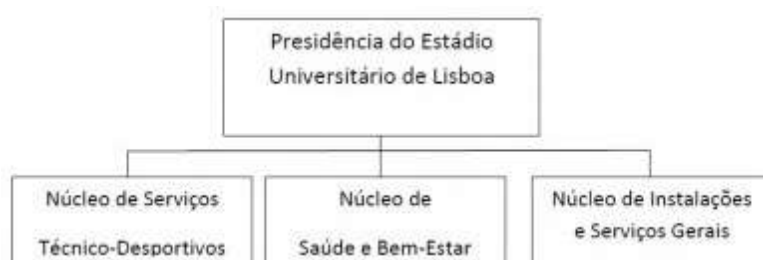 Presidência do Estádio
Universitário de Lisboa
Núcleo de Serviços
Técnico-Desportivos
Núcleo de
Saúde e Bem-Estar
Núcleo de Instalações
e Serviços Gerais